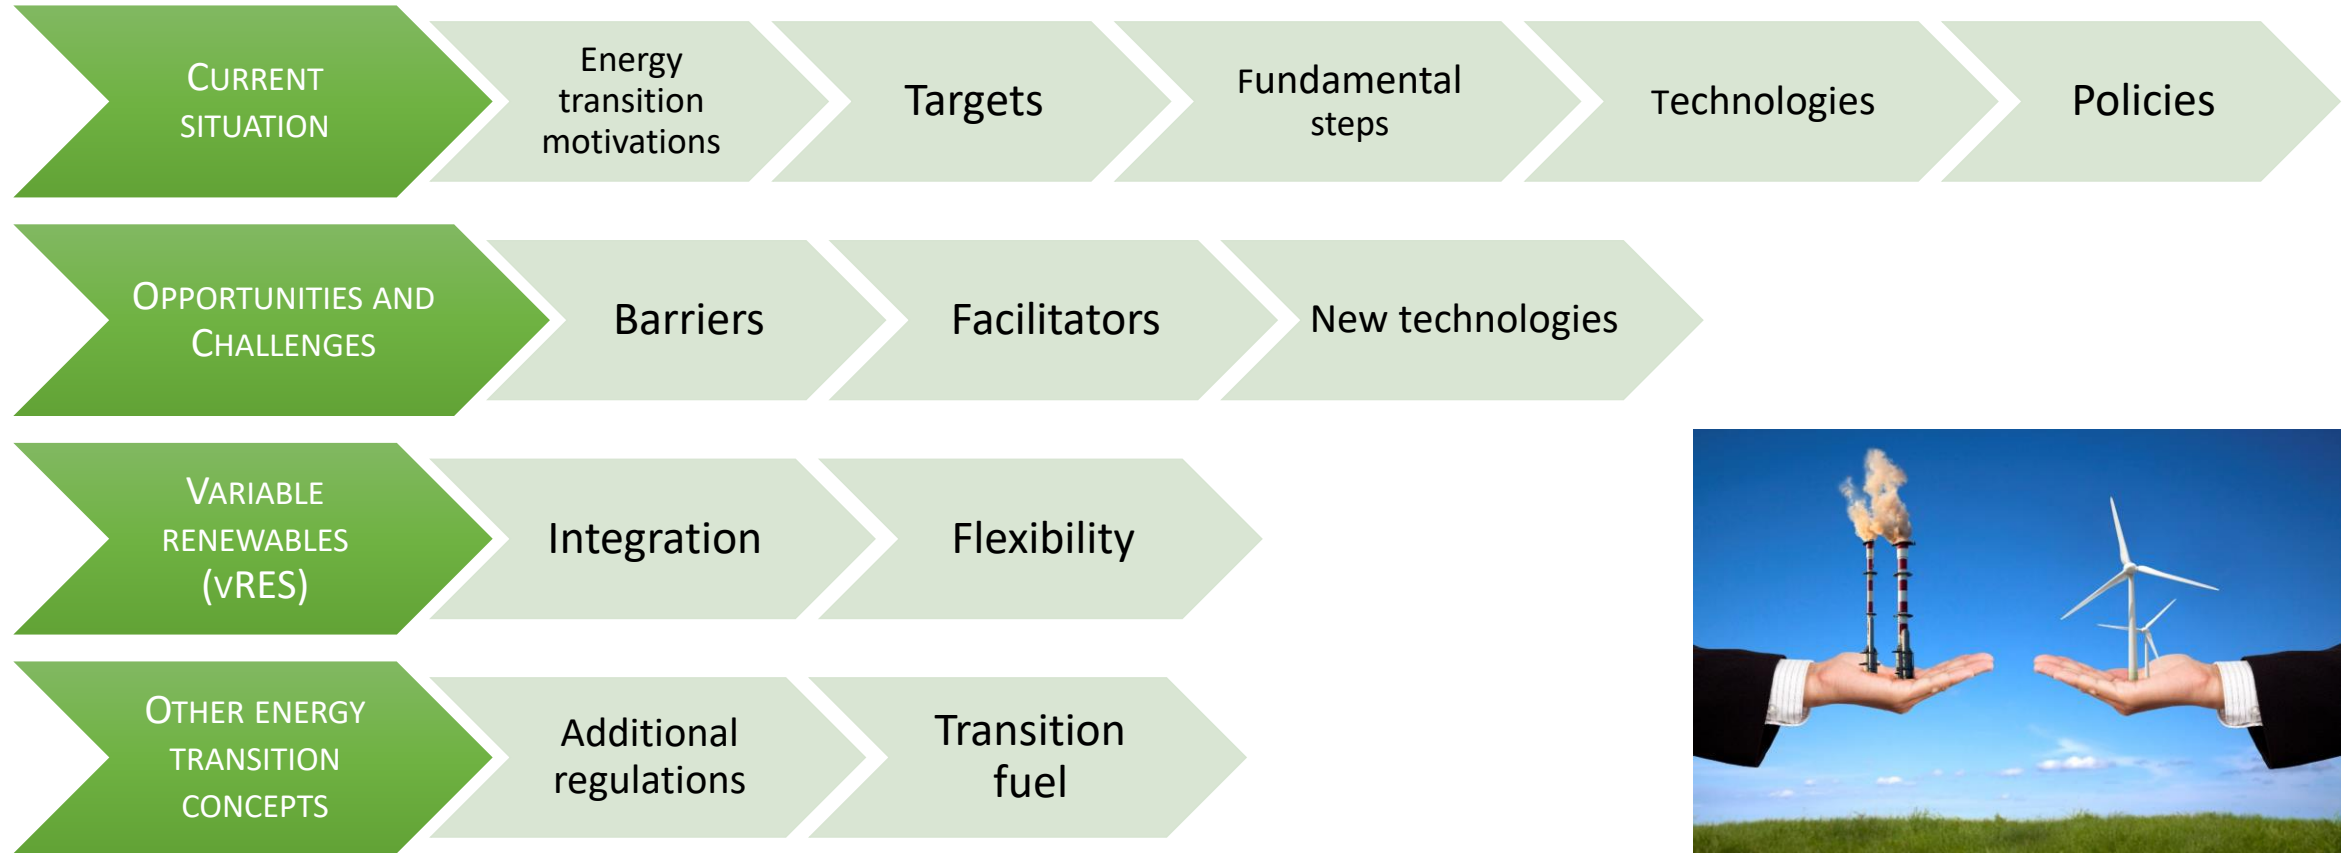 CURRENT
SITUATION
Energy
transition
motivations
Targets
Fundamental
steps
Technologies
Policies
OPPORTUNITIES AND
CHALLENGES
Barriers
Facilitators
New technologies
VARIABLE
RENEWABLES
(VRES)
Integration
Flexibility
OTHER ENERGY
TRANSITION
CONCEPTS
Additional
regulations
Transition
fuel